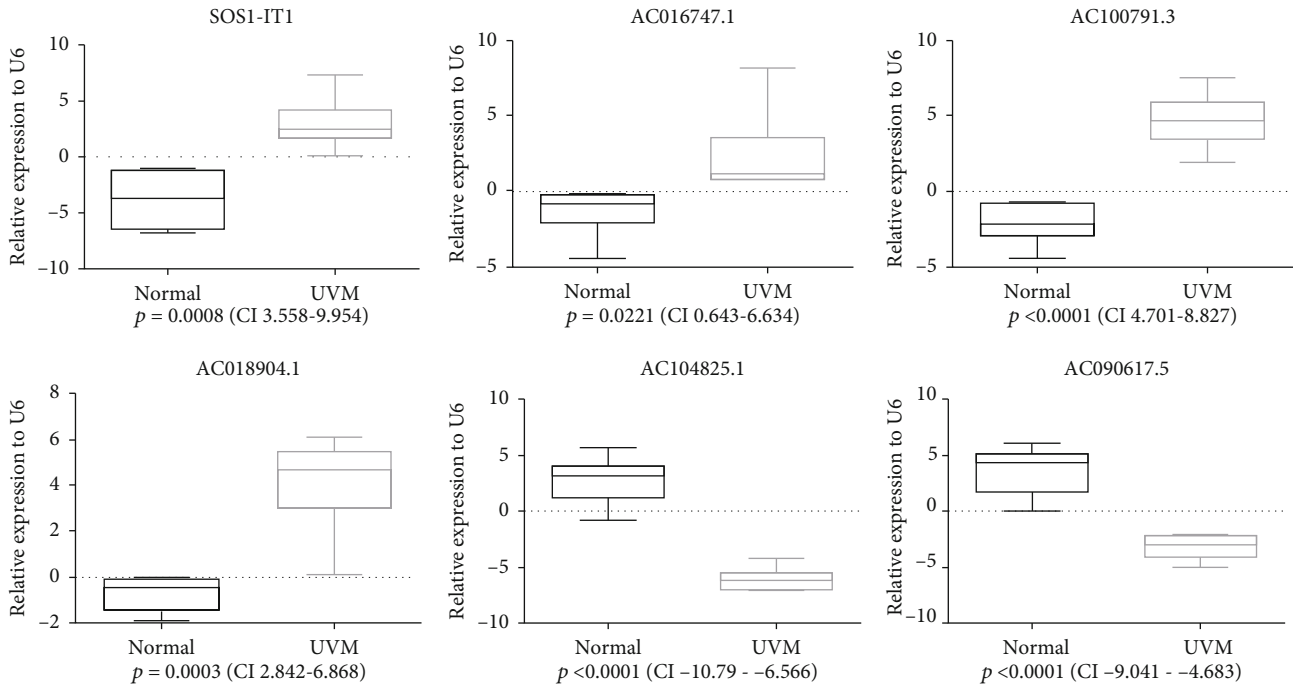 SOS1-IT1
Relative expression to U6
10
5
0
−5
−10
Normal UVM
p = 0.0008 (CI 3.558-9.954)
AC016747.1
Relative expression to U6
10
5
0
−5
Normal UVM
p = 0.0221 (CI 0.643-6.634)
AC100791.3
Relative expression to U6
10
5
0
−5
Normal UVM
p <0.0001 (CI 4.701-8.827)
AC018904.1
Relative expression to U6
8
6
4
2
0
−2
Normal UVM
p = 0.0003 (CI 2.842-6.868)
AC104825.1
Relative expression to U6
10
5
0
−5
−10
Normal UVM
p <0.0001 (CI −10.79 - −6.566)
AC090617.5
Relative expression to U6
10
5
0
−5
−10
Normal UVM
p <0.0001 (CI −9.041 - −4.683)